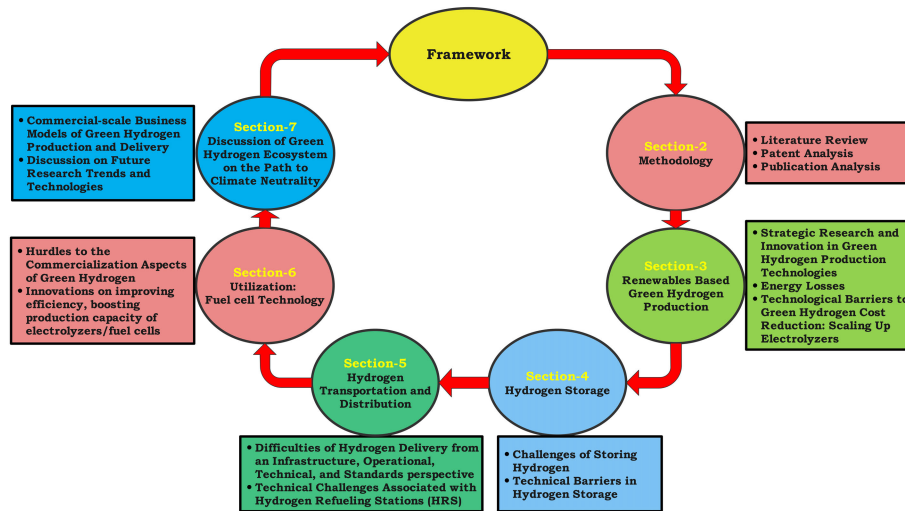 Framework
Section-2
Methodology
• Literature Review
• Patent Analysis
• Publication Analysis
Section-3
Renewables Based
Green Hydrogen
Production
• Strategic Research and
Innovation in Green
Hydrogen Production
Technologies
• Energy Losses
• Technological Barriers to
Green Hydrogen Cost
Reduction: Scaling Up
Electrolyzers
Section-4
Hydrogen Storage
• Challenges of Storing
Hydrogen
• Technical Barriers in
Hydrogen Storage
Section-5
Hydrogen
Transportation and
Distribution
• Difficulties of Hydrogen Delivery from
an Infrastructure, Operational,
Technical, and Standards perspective
• Technical Challenges Associated with
Hydrogen Refueling Stations (HRS)
Section-6
Utilization:
Fuel cell Technology
• Hurdles to the
Commercialization Aspects
of Green Hydrogen
• Innovations on improving
efficiency, boosting
production capacity of
electrolyzers/fuel cells
Section-7
Discussion of Green
Hydrogen Ecosystem
on the Path to
Climate Neutrality
• Commercial-scale Business
Models of Green Hydrogen
Production and Delivery
• Discussion on Future
Research Trends and
Technologies